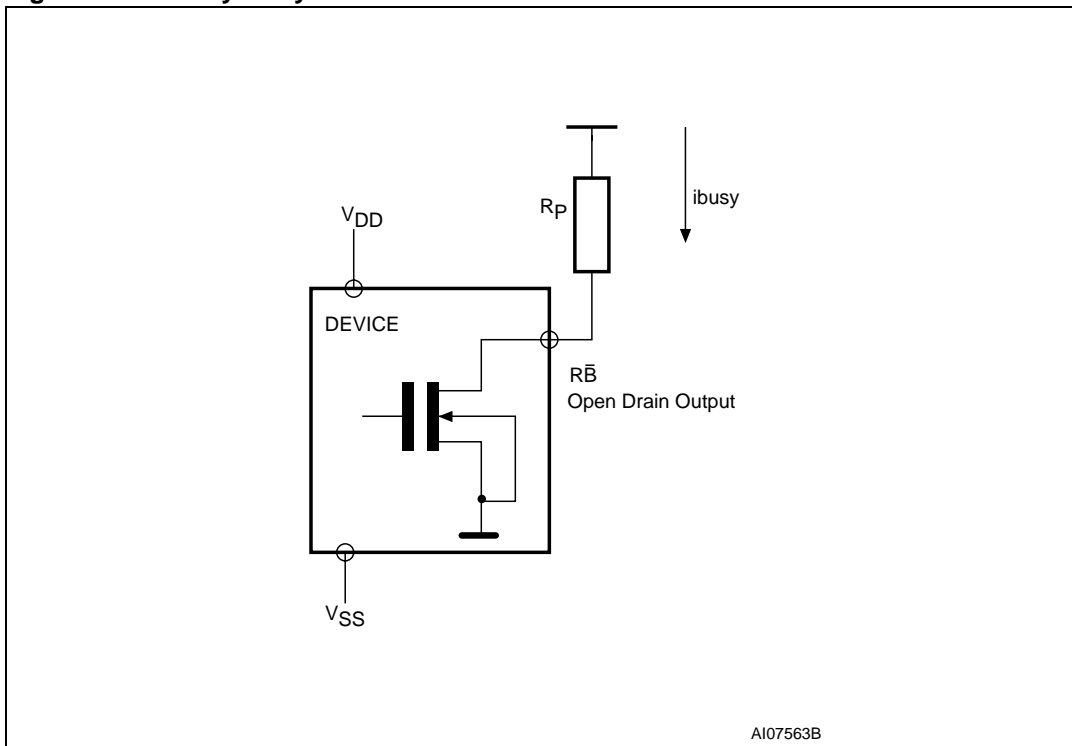 ibusy
RP
VDD
DEVICE
RB̄
Open Drain Output
VSS
AI07563B